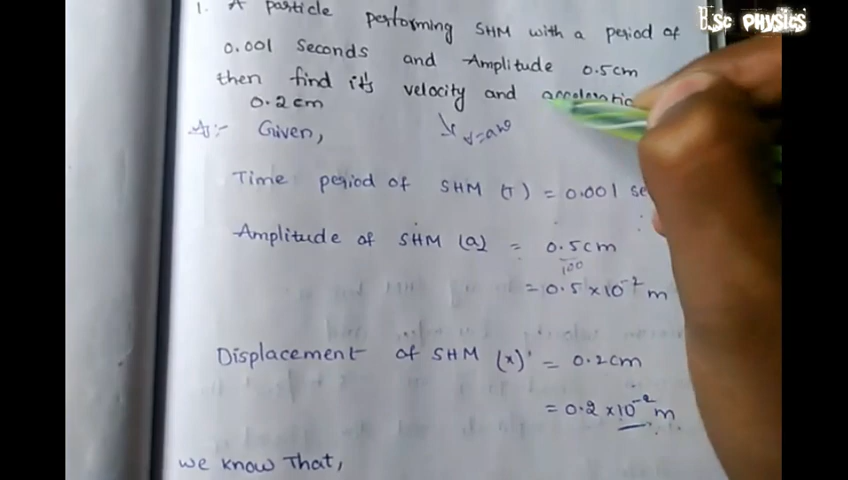 B.sc PHYSICS
1. A particle performing SHM with a period of
0.001 seconds and Amplitude 0.5cm
then find it's velocity and
0.2cm
A:- Given,
v=aω
Time period of SHM (T) = 0.001
Amplitude of SHM (a) = 0.5cm
100
= 0.5×10⁻² m
Displacement of SHM (x) = 0.2cm
= 0.2×10⁻² m
we know That,